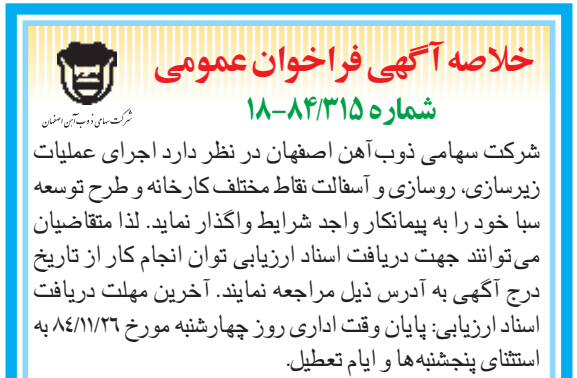 خلاصه آگهی فراخوان عمومی
شماره ۱۸-۸۴/۳۱۵
شرکت سهامی ذوب‌آهن اصفهان
شرکت سهامی ذوب‌آهن اصفهان در نظر دارد اجرای عملیات
زیرسازی، روسازی و آسفالت نقاط مختلف کارخانه و طرح توسعه
سبا خود را به پیمانکار واجد شرایط واگذار نماید. لذا متقاضیان
می‌توانند جهت دریافت اسناد ارزیابی توان انجام کار از تاریخ
درج آگهی به آدرس ذیل مراجعه نمایند. آخرین مهلت دریافت
اسناد ارزیابی: پایان وقت اداری روز چهارشنبه مورخ ۸۴/۱۱/۲۶ به
استثنای پنجشنبه‌ها و ایام تعطیل.